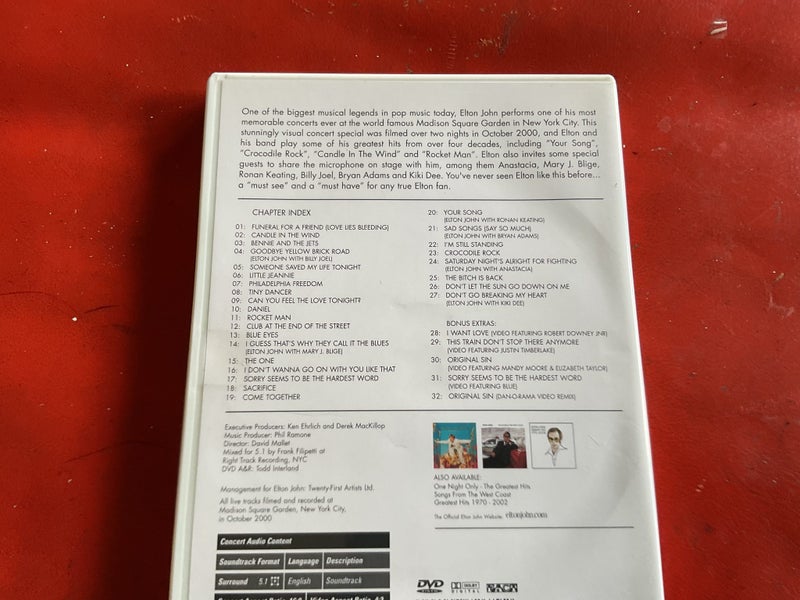 One of the biggest musical legends in pop music today, Elton John performs one of his most
memorable concerts ever at the world famous Madison Square Garden in New York City. This
stunningly visual concert special was filmed over two nights in October 2000, and Elton and
his band play some of his greatest hits from over four decades, including "Your Song",
"Crocodile Rock", "Candle In The Wind" and "Rocket Man". Elton also invites some special
guests to share the microphone on stage with him, among them Anastacia, Mary J. Blige,
Ronan Keating, Billy Joel, Bryan Adams and Kiki Dee. You've never seen Elton like this before...
a "must see" and a "must have" for any true Elton fan.
CHAPTER INDEX
01: FUNERAL FOR A FRIEND (LOVE LIES BLEEDING)
02: CANDLE IN THE WIND
03: BENNIE AND THE JETS
04: GOODBYE YELLOW BRICK ROAD
(ELTON JOHN WITH BILLY JOEL)
05: SOMEONE SAVED MY LIFE TONIGHT
06: LITTLE JEANNIE
07: PHILADELPHIA FREEDOM
08: TINY DANCER
09: CAN YOU FEEL THE LOVE TONIGHT?
10: DANIEL
11: ROCKET MAN
12: CLUB AT THE END OF THE STREET
13: BLUE EYES
14: I GUESS THAT'S WHY THEY CALL IT THE BLUES
(ELTON JOHN WITH MARY J. BLIGE)
15: THE ONE
16: I DON'T WANNA GO ON WITH YOU LIKE THAT
17: SORRY SEEMS TO BE THE HARDEST WORD
18: SACRIFICE
19: COME TOGETHER
20: YOUR SONG
(ELTON JOHN WITH RONAN KEATING)
21: SAD SONGS (SAY SO MUCH)
(ELTON JOHN WITH BRYAN ADAMS)
22: I'M STILL STANDING
23: CROCODILE ROCK
24: SATURDAY NIGHT'S ALRIGHT FOR FIGHTING
(ELTON JOHN WITH ANASTACIA)
25: THE BITCH IS BACK
26: DON'T LET THE SUN GO DOWN ON ME
27: DON'T GO BREAKING MY HEART
(ELTON JOHN WITH KIKI DEE)
BONUS EXTRAS:
28: I WANT LOVE (VIDEO FEATURING ROBERT DOWNEY JNR)
29: THIS TRAIN DON'T STOP THERE ANYMORE
(VIDEO FEATURING JUSTIN TIMBERLAKE)
30: ORIGINAL SIN
(VIDEO FEATURING MANDY MOORE & ELIZABETH TAYLOR)
31: SORRY SEEMS TO BE THE HARDEST WORD
(VIDEO FEATURING BLUE)
32: ORIGINAL SIN (DAN-O-RAMA VIDEO REMIX)
Executive Producers: Ken Ehrlich and Derek MacKillop
Music Producer: Phil Ramone
Director: David Mallet
Mixed for 5.1 by Frank Filipetti at
Right Track Recording, NYC
DVD A&R: Todd Interland
Management for Elton John: Twenty-First Artists Ltd.
All live tracks filmed and recorded at
Madison Square Garden, New York City,
in October 2000
ALSO AVAILABLE:
One Night Only - The Greatest Hits
Songs From The West Coast
Greatest Hits 1970 - 2002
The Official Elton John Website: eltonjohn.com
Concert Audio Content
Soundtrack Format Language Description
Surround 5.1 English Soundtrack
DVD
DOLBY
DIGITAL